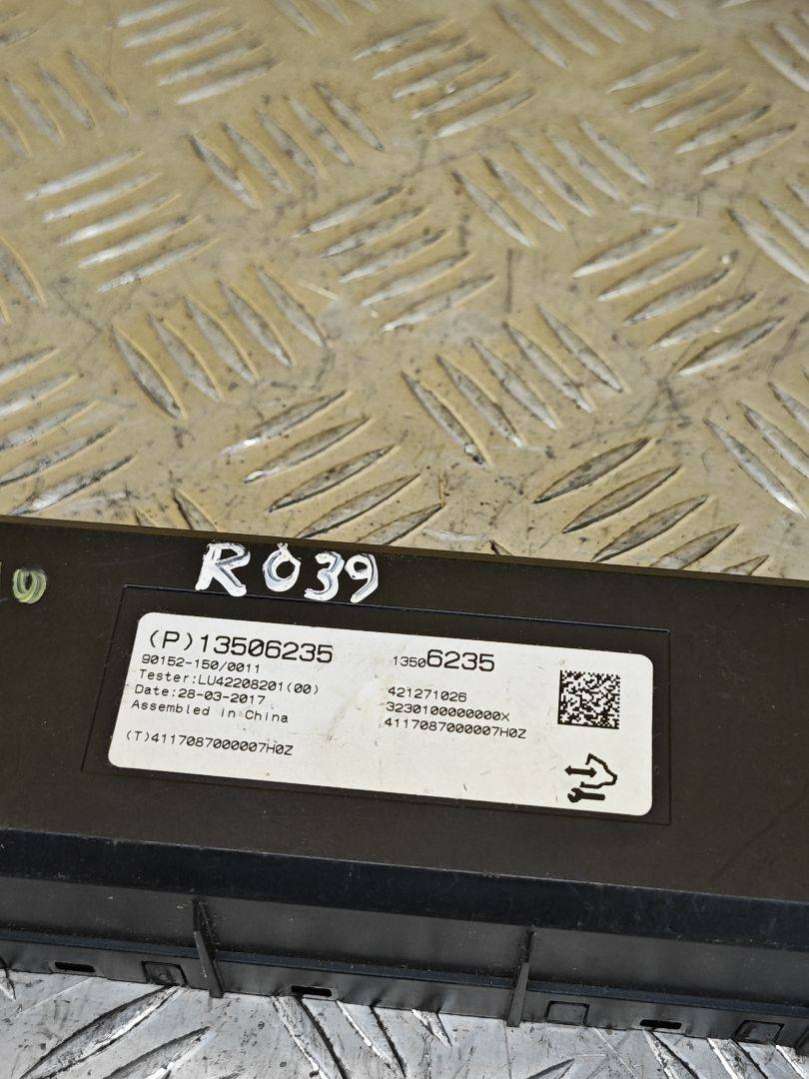 R039
(P)13506235
90152-150/0011
Tester:LU42208201(00)
Date:28-03-2017
Assembled in China
(T)4117087000007H0Z
13506235
421271026
3230100000000X
4117087000007H0Z